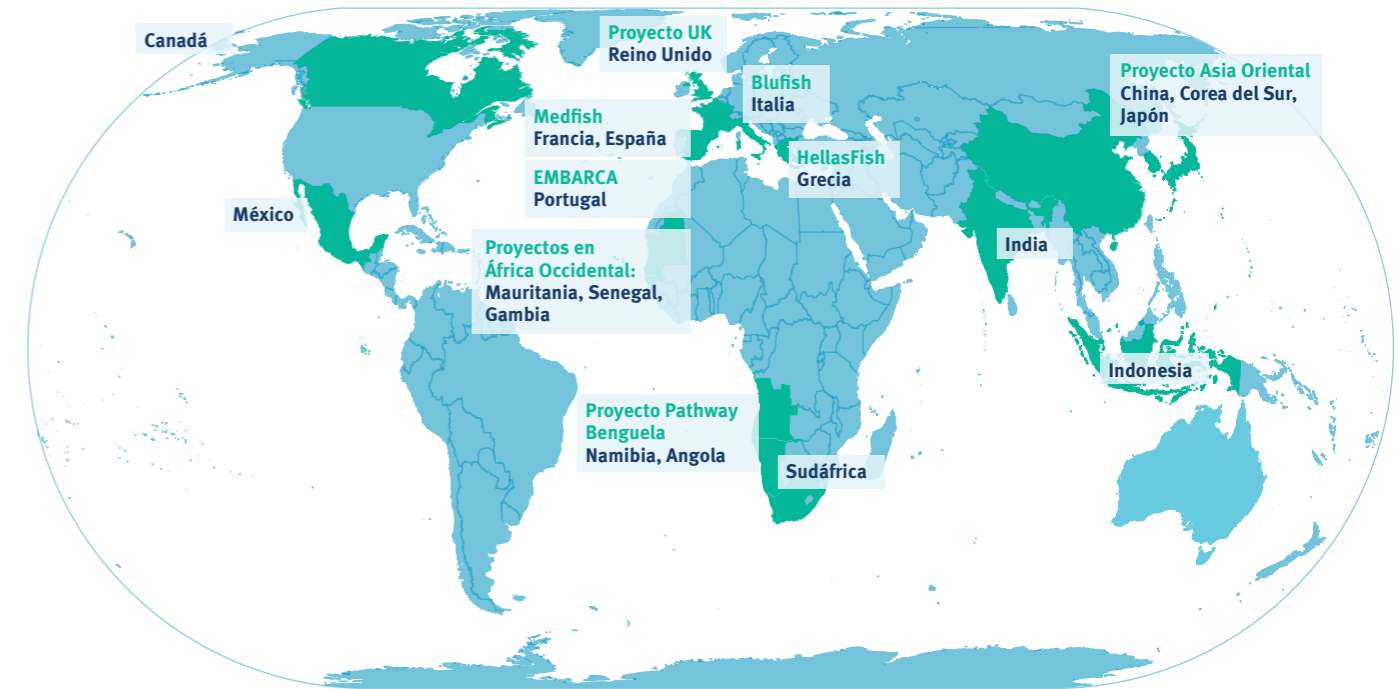 Canadá
Proyecto UK
Reino Unido
Blufish
Italia
Proyecto Asia Oriental
China, Corea del Sur,
Japón
Medfish
Francia, España
HellasFish
Grecia
EMBARCA
Portugal
México
Proyectos en
África Occidental:
Mauritania, Senegal,
Gambia
India
Indonesia
Proyecto Pathway
Benguela
Namibia, Angola
Sudáfrica